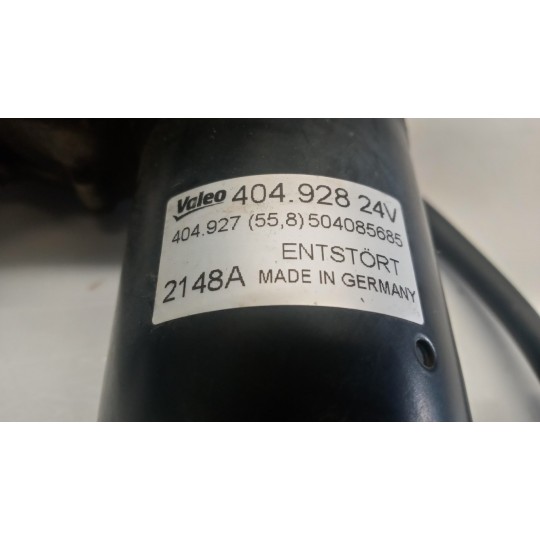 Valeo 404.928 24V
404.927 (55,8) 504085685
ENTSTÖRT
2148A MADE IN GERMANY